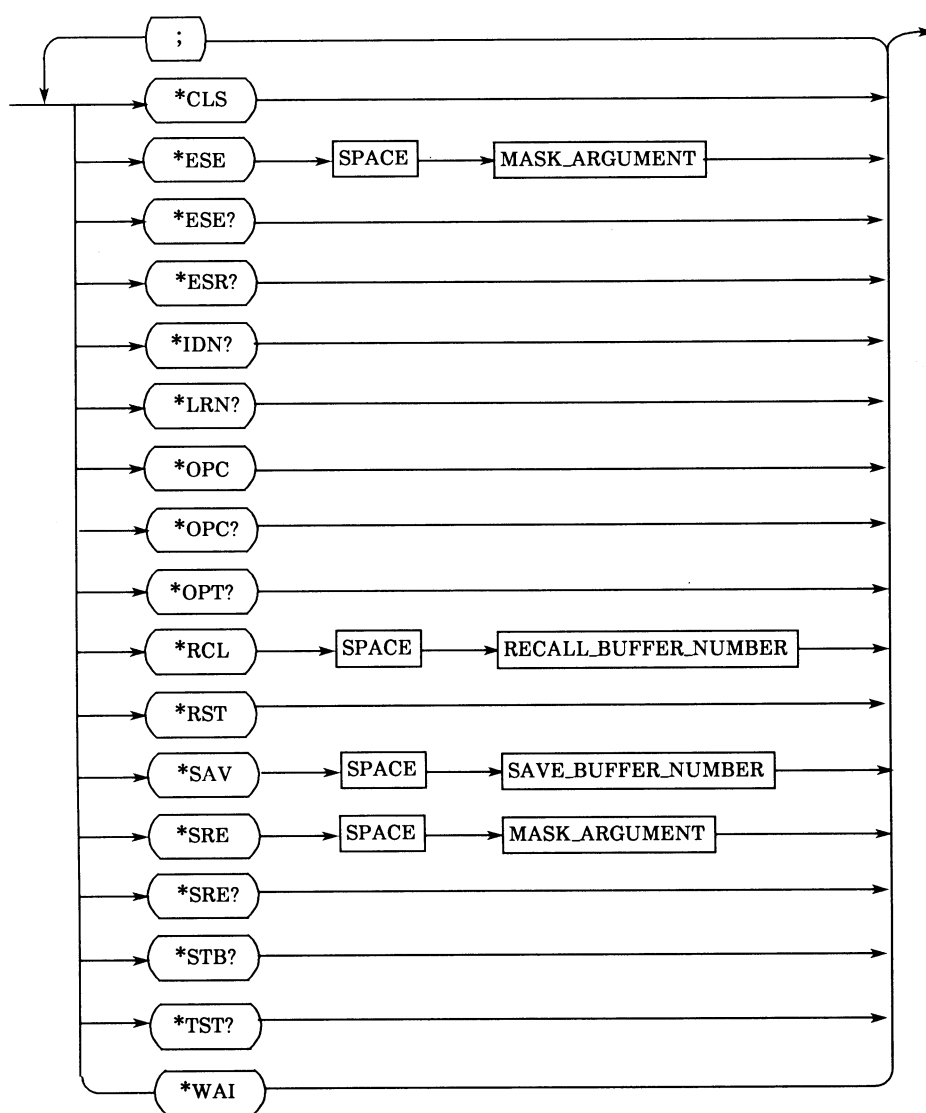 ;
*CLS
*ESE SPACE MASK_ARGUMENT
*ESE?
*ESR?
*IDN?
*LRN?
*OPC
*OPC?
*OPT?
*RCL SPACE RECALL_BUFFER_NUMBER
*RST
*SAV SPACE SAVE_BUFFER_NUMBER
*SRE SPACE MASK_ARGUMENT
*SRE?
*STB?
*TST?
*WAI